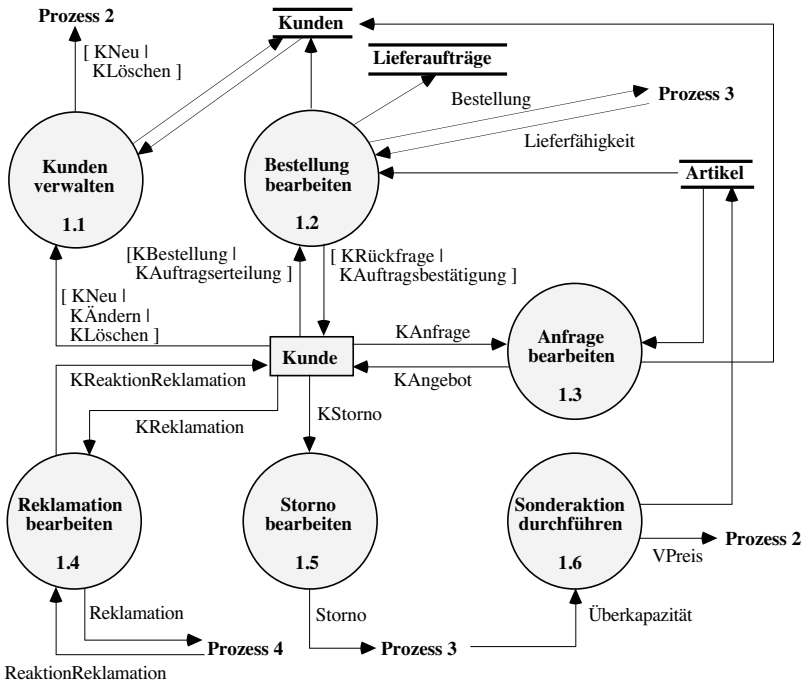 Prozess 2
Kunden
[ KNeu |
KLöschen ]
Lieferaufträge
Bestellung
Prozess 3
Lieferfähigkeit
Kunden
verwalten
1.1
Bestellung
bearbeiten
1.2
Artikel
[KBestellung |
KAuftragserteilung ]
[ KRückfrage |
KAuftragsbestätigung ]
[ KNeu |
KÄndern |
KLöschen ]
Kunde
KAnfrage
KAngebot
Anfrage
bearbeiten
1.3
KReaktionReklamation
KReklamation
KStorno
Reklamation
bearbeiten
1.4
Storno
bearbeiten
1.5
Sonderaktion
durchführen
1.6
Prozess 2
VPreis
Reklamation
Prozess 4
ReaktionReklamation
Storno
Prozess 3
Überkapazität